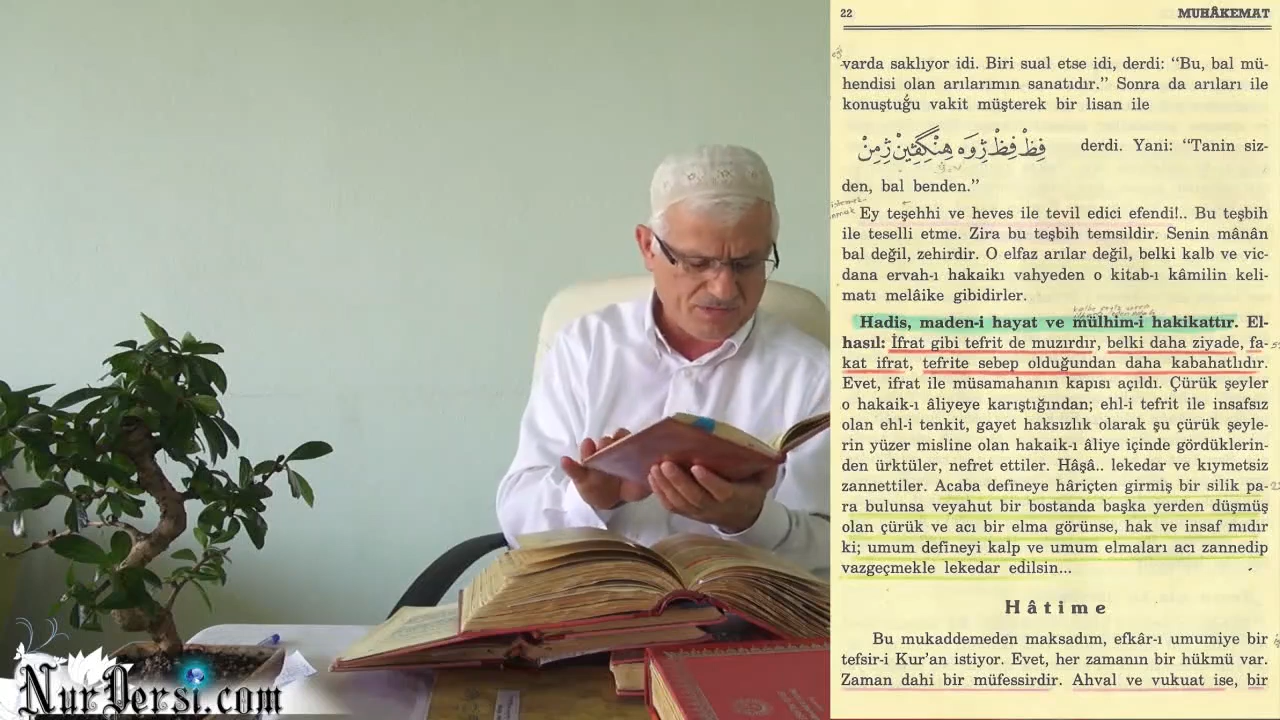 22 MUHÂKEMAT
varda saklıyor idi. Biri sual etse idi, derdi: “Bu, bal mü-
hendisi olan arılarımın sanatıdır.” Sonra da arıları ile
konuştuğu vakit müşterek bir lisan ile
derdi. Yani: “Tanin siz-
den, bal benden.”
Ey teşehhi ve heves ile tevil edici efendi!.. Bu teşbih
ile teselli etme. Zira bu teşbih temsildir. Senin mânân
bal değil, zehirdir. O elfaz arılar değil, belki kalb ve vic-
dana ervah-ı hakaikı vahyeden o kitab-ı kâmilin keli-
matı melâike gibidirler.
Hadis, maden-i hayat ve mülhim-i hakikattır. El-
hasıl: İfrat gibi tefrit de muzırdır, belki daha ziyade, fa-
kat ifrat, tefrite sebep olduğundan daha kabahatlıdır.
Evet, ifrat ile müsamahanın kapısı açıldı. Çürük şeyler
o hakaik-ı âliyeye karıştığından; ehl-i tefrit ile insafsız
olan ehl-i tenkit, gayet haksızlık olarak şu çürük şeyle-
rin yüzer misline olan hakaik-ı âliye içinde gördüklerin-
den ürktüler, nefret ettiler. Hâşâ.. lekedar ve kıymetsiz
zannettiler. Acaba defineye hâriçten girmiş bir silik pa-
ra bulunsa veyahut bir bostanda başka yerden düşmüş
olan çürük ve acı bir elma görünse, hak ve insaf mıdır
ki; umum defineyi kalp ve umum elmaları acı zannedip
vazgeçmekle lekedar edilsin...
Hâtime
Bu mukaddemeden maksadım, efkâr-ı umumiye bir
tefsir-i Kur’an istiyor. Evet, her zamanın bir hükmü var.
Zaman dahi bir müfessirdir. Ahval ve vukuat ise, bir
NurDersi.com